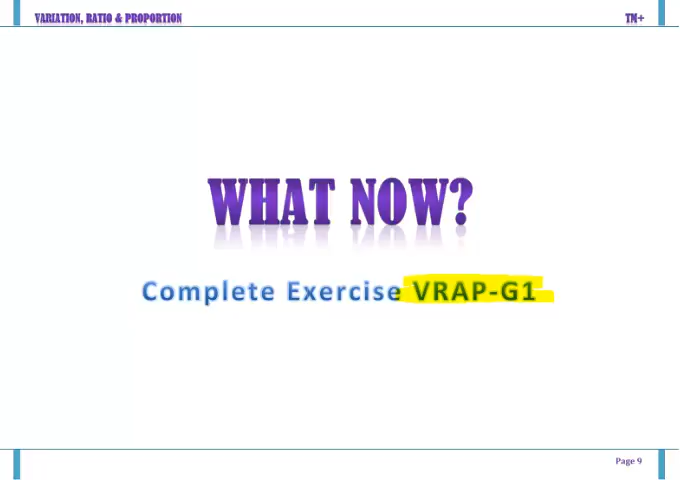 VARIATION, RATIO & PROPORTION TM+
WHAT NOW?
Complete Exercise VRAP-G1
Page 9